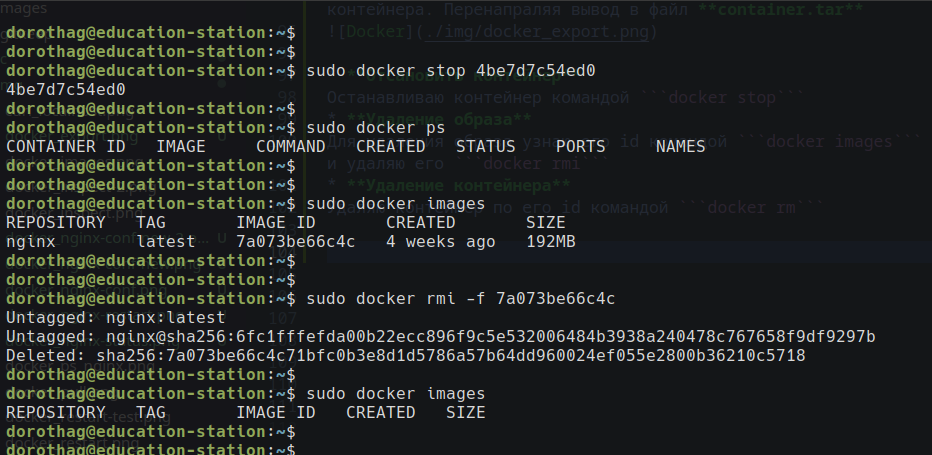 контейнера. Перенапраляя вывод в файл **container.tar**
![Docker](./img/docker_export.png)
dorothag@education-station:~$
dorothag@education-station:~$
dorothag@education-station:~$ sudo docker stop 4be7d7c54ed0
4be7d7c54ed0
Останавливаю контейнер командой ```docker stop```
dorothag@education-station:~$
* **Удаление образа**
dorothag@education-station:~$ sudo docker ps
id командой ```docker images```
CONTAINER ID   IMAGE     COMMAND   CREATED   STATUS    PORTS     NAMES
и удаляю его ```docker rmi```
dorothag@education-station:~$
* **Удаление контейнера**
dorothag@education-station:~$
dorothag@education-station:~$ sudo docker images
по его id командой ```docker rm```
REPOSITORY   TAG       IMAGE ID       CREATED       SIZE
nginx        latest    7a073be66c4c   4 weeks ago   192MB
dorothag@education-station:~$
dorothag@education-station:~$
dorothag@education-station:~$ sudo docker rmi -f 7a073be66c4c
Untagged: nginx:latest
107
Untagged: nginx@sha256:6fc1ffffefda00b22ecc896f9c5e532006484b3938a240478c767658f9df9297b
Deleted: sha256:7a073be66c4c71bfc0b3e8d1d5786a57b64dd960024ef055e2800b36210c5718
dorothag@education-station:~$
dorothag@education-station:~$ sudo docker images
REPOSITORY   TAG       IMAGE ID   CREATED   SIZE
dorothag@education-station:~$
dorothag@education-station:~$